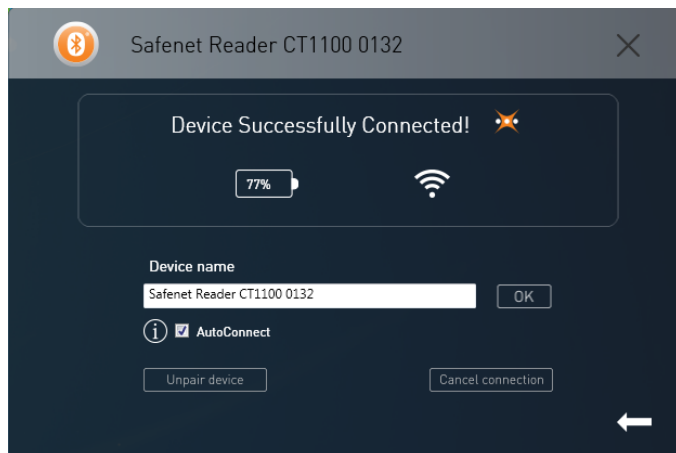 Safenet Reader CT1100 0132
Device Successfully Connected!
77%
Device name
Safenet Reader CT1100 0132
OK
AutoConnect
Unpair device
Cancel connection